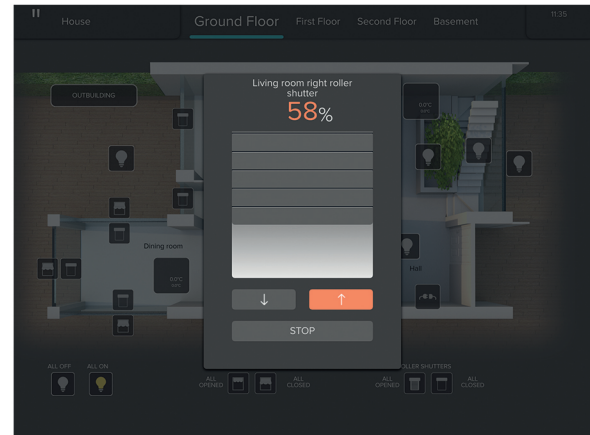 House
Ground Floor
First Floor
Second Floor
Basement
11:35
OUTBUILDING
Living room right roller
shutter
58%
0.0°C
Dining room
0.0°C
Hall
↓
↑
STOP
ALL OFF
ALL ON
ALL
OPENED
ALL
CLOSED
ROLLER SHUTTERS
ALL
OPENED
ALL
CLOSED